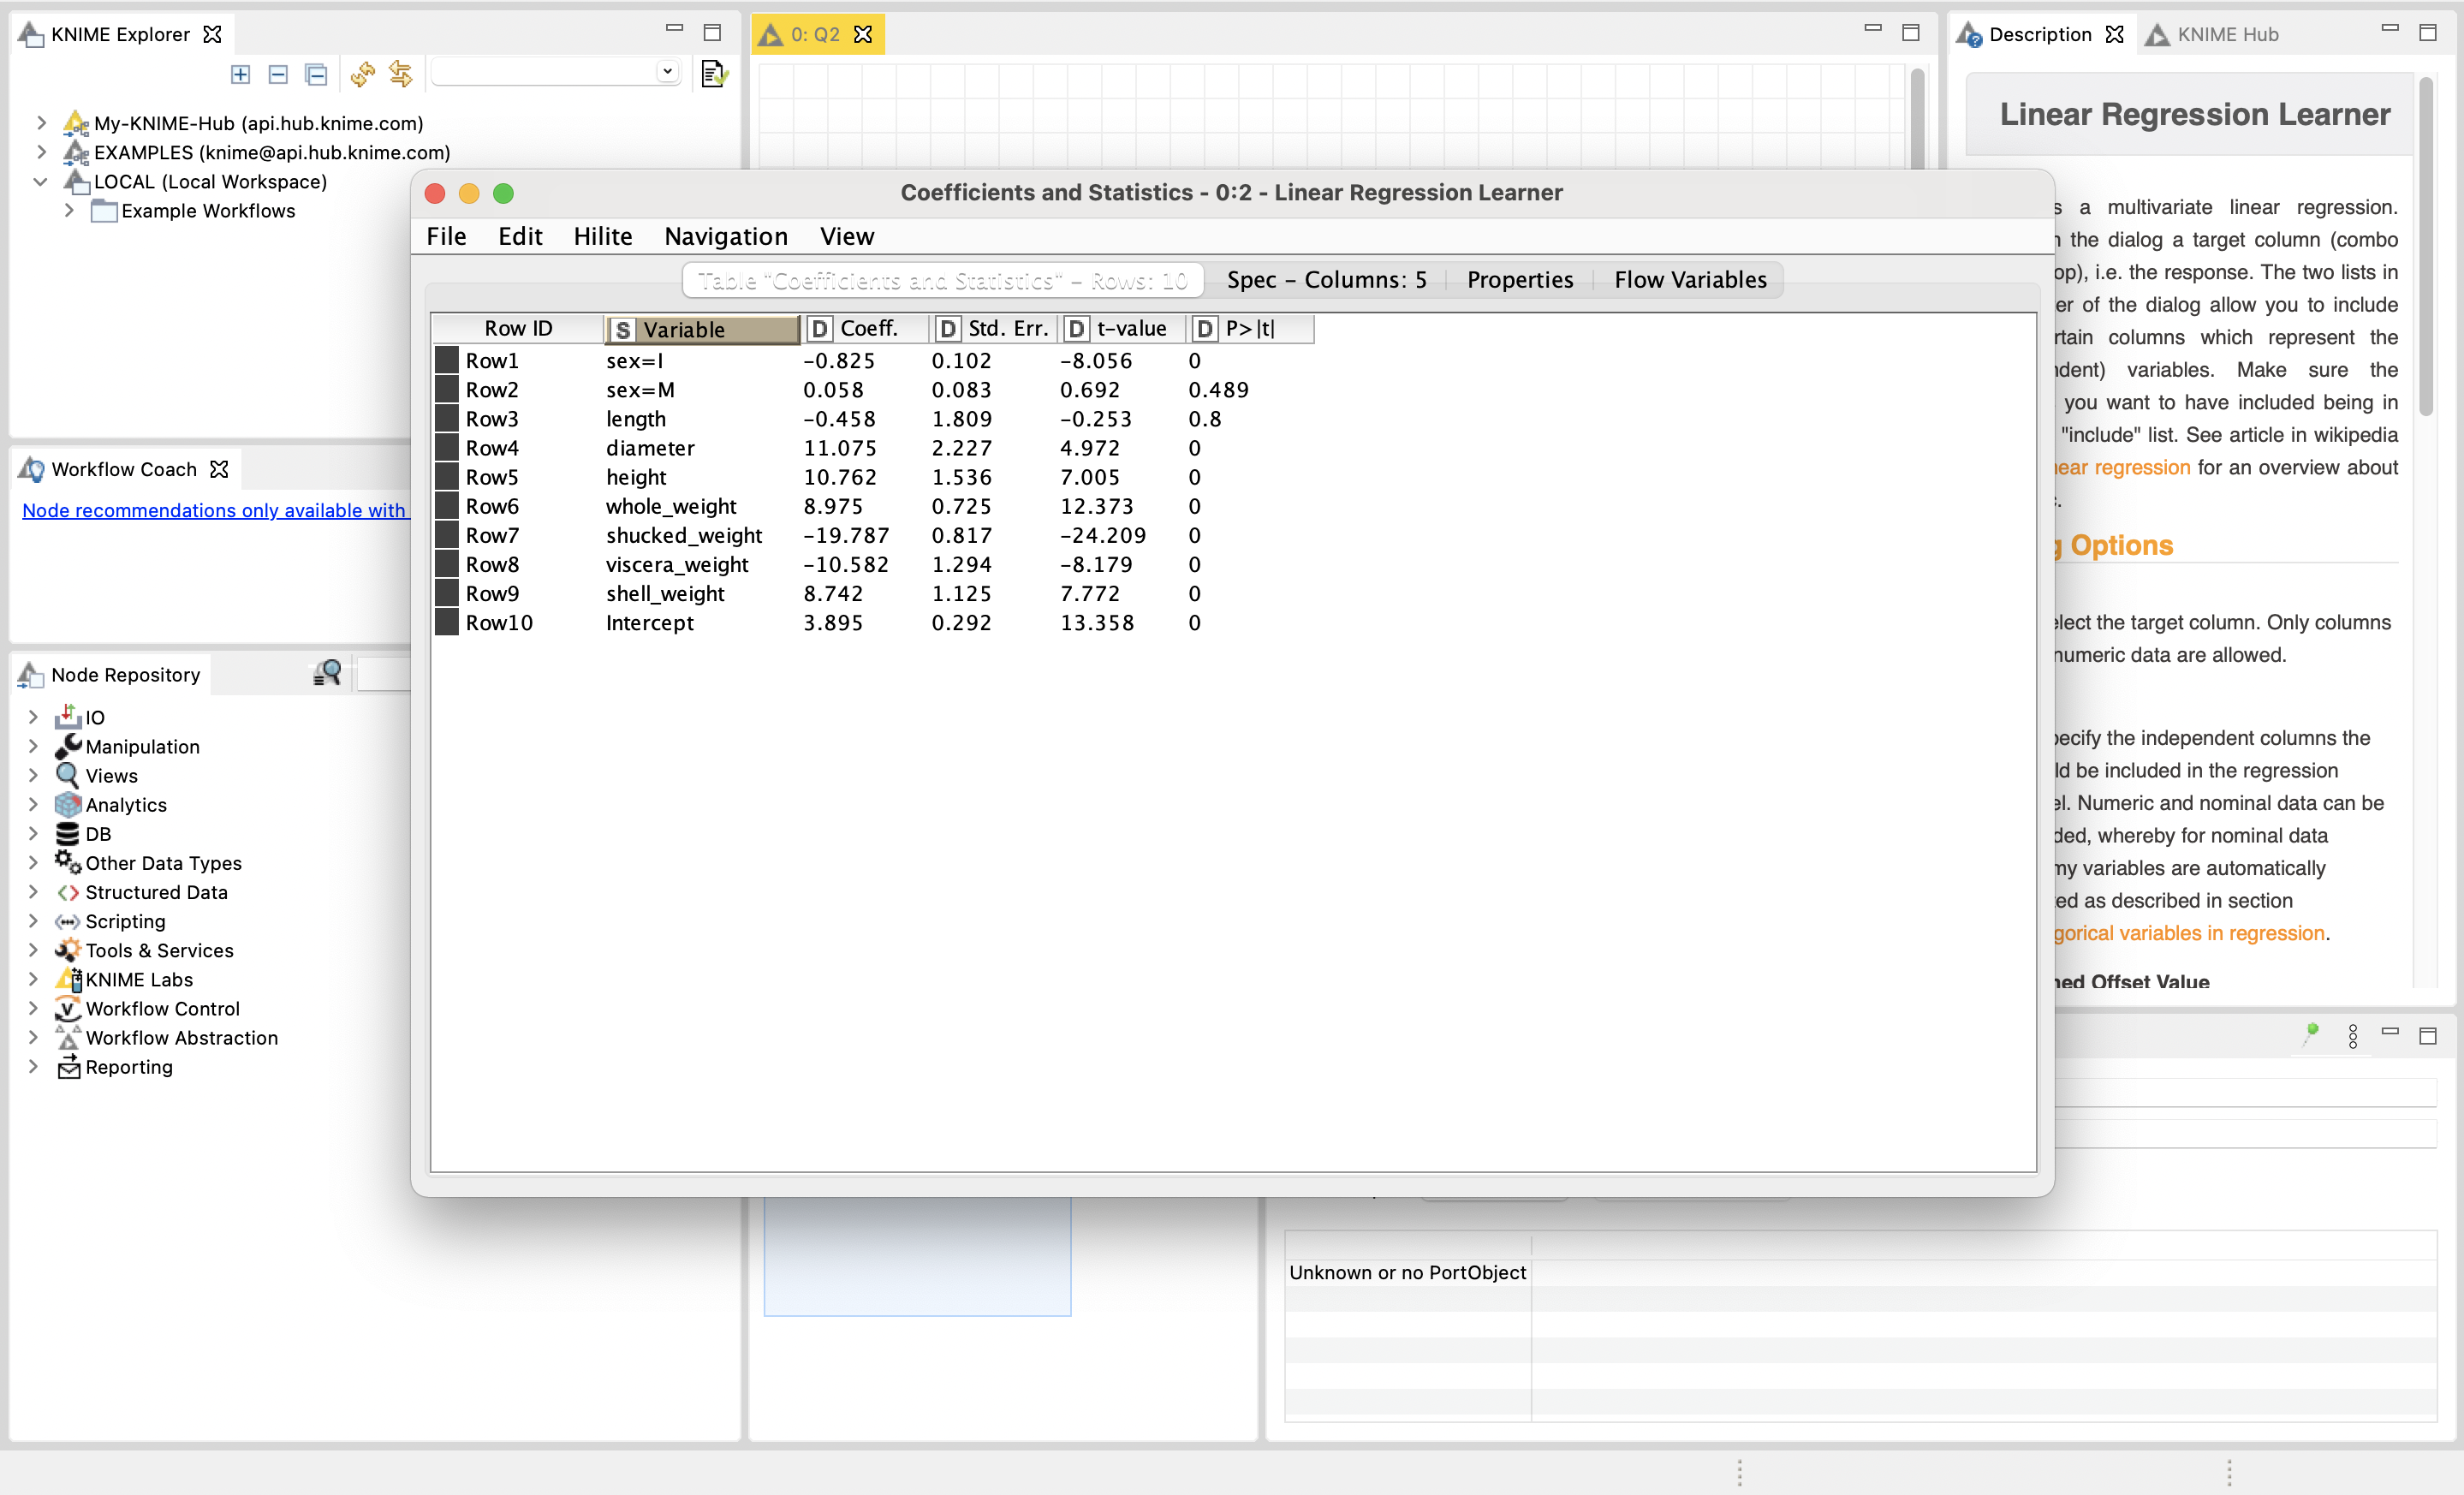 KNIME Explorer
0: Q2
Description
KNIME Hub
My-KNIME-Hub (api.hub.knime.com)
EXAMPLES (knime@api.hub.knime.com)
LOCAL (Local Workspace)
Example Workflows
Linear Regression Learner
Coefficients and Statistics - 0:2 - Linear Regression Learner
File Edit Hilite Navigation View
Table "Coefficients and Statistics" – Rows: 10 Spec – Columns: 5 Properties Flow Variables
Row ID S Variable D Coeff. D Std. Err. D t-value D P>|t|
Row1 sex=I -0.825 0.102 -8.056 0
Row2 sex=M 0.058 0.083 0.692 0.489
Row3 length -0.458 1.809 -0.253 0.8
Row4 diameter 11.075 2.227 4.972 0
Row5 height 10.762 1.536 7.005 0
Row6 whole_weight 8.975 0.725 12.373 0
Row7 shucked_weight -19.787 0.817 -24.209 0
Row8 viscera_weight -10.582 1.294 -8.179 0
Row9 shell_weight 8.742 1.125 7.772 0
Row10 Intercept 3.895 0.292 13.358 0
a multivariate linear regression.
the dialog a target column (combo
op), i.e. the response. The two lists in
er of the dialog allow you to include
rtain columns which represent the
dent) variables. Make sure the
you want to have included being in
"include" list. See article in wikipedia
near regression for an overview about
Options
elect the target column. Only columns
numeric data are allowed.
pecify the independent columns the
ld be included in the regression
el. Numeric and nominal data can be
ded, whereby for nominal data
my variables are automatically
ted as described in section
gorical variables in regression.
ned Offset Value
Workflow Coach
Node recommendations only available with
Node Repository
IO
Manipulation
Views
Analytics
DB
Other Data Types
Structured Data
Scripting
Tools & Services
KNIME Labs
Workflow Control
Workflow Abstraction
Reporting
Unknown or no PortObject